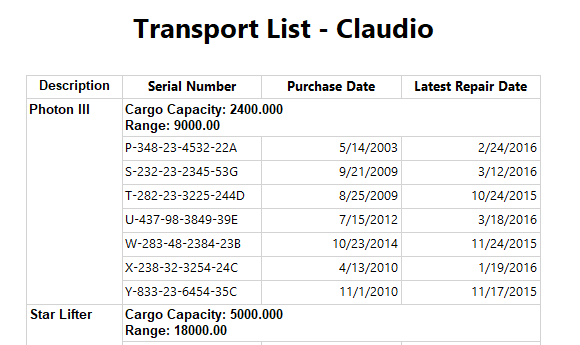 Transport List - Claudio
Description Serial Number Purchase Date Latest Repair Date
Photon III Cargo Capacity: 2400.000
Range: 9000.00
P-348-23-4532-22A 5/14/2003 2/24/2016
S-232-23-2345-53G 9/21/2009 3/12/2016
T-282-23-3225-244D 8/25/2009 10/24/2015
U-437-98-3849-39E 7/15/2012 3/18/2016
W-283-48-2384-23B 10/23/2014 11/24/2015
X-238-32-3254-24C 4/13/2010 1/19/2016
Y-833-23-6454-35C 11/1/2010 11/17/2015
Star Lifter Cargo Capacity: 5000.000
Range: 18000.00